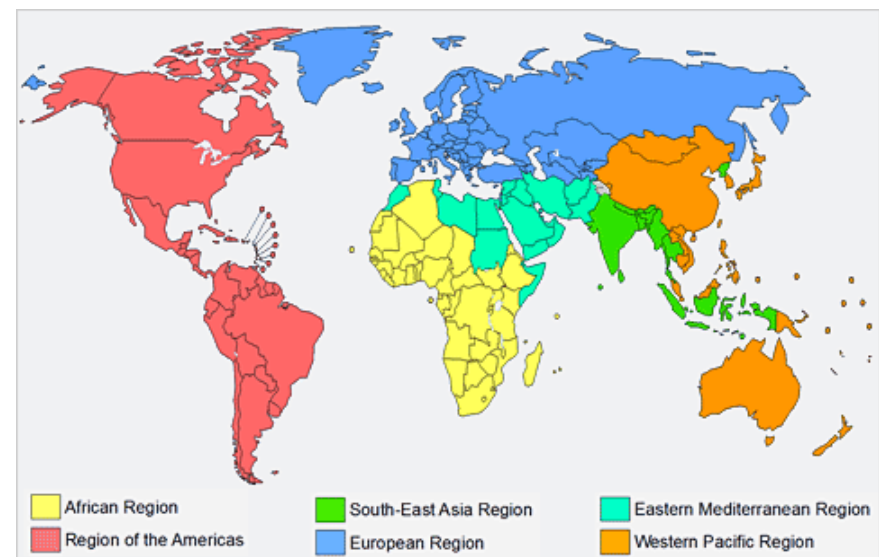 African Region
South-East Asia Region
Eastern Mediterranean Region
Region of the Americas
European Region
Western Pacific Region